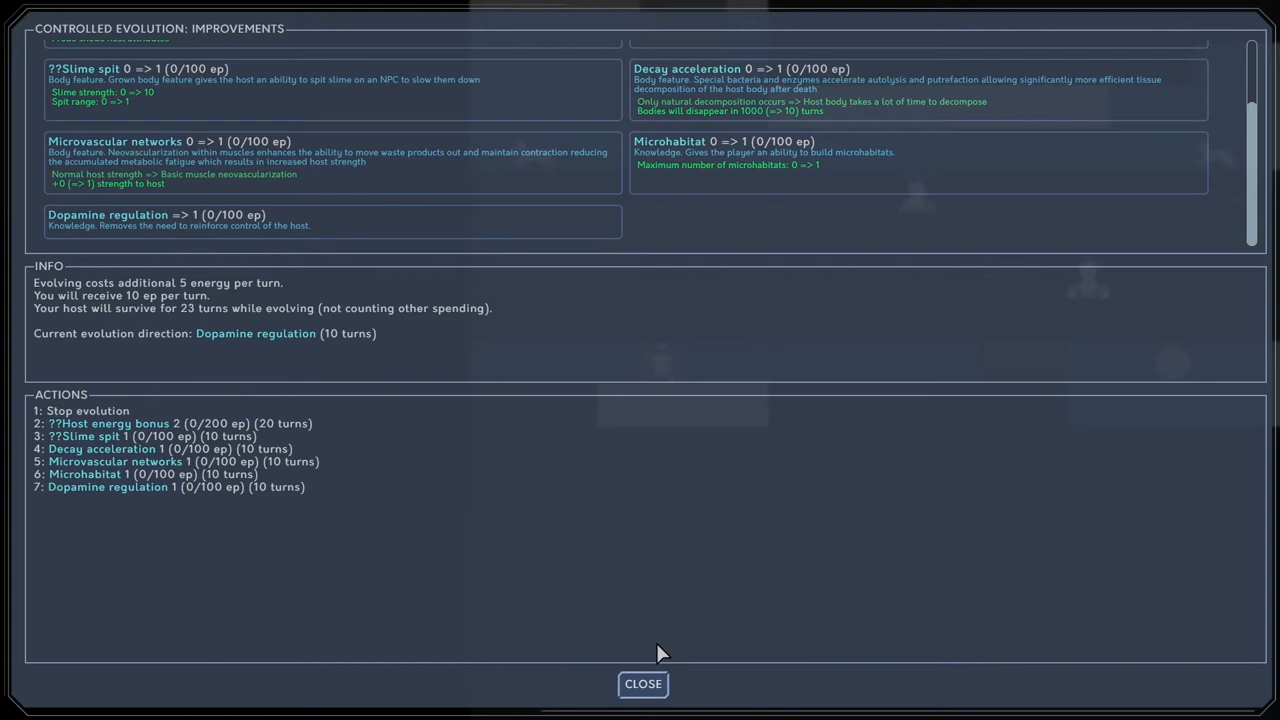 CONTROLLED EVOLUTION: IMPROVEMENTS
??Slime spit 0 => 1 (0/100 ep)
Body feature. Grown body feature gives the host an ability to spit slime on an NPC to slow them down
Slime strength: 0 => 10
Spit range: 0 => 1
Decay acceleration 0 => 1 (0/100 ep)
Body feature. Special bacteria and enzymes accelerate autolysis and putrefaction allowing significantly more efficient tissue
decomposition of the host body after death
Only natural decomposition occurs => Host body takes a lot of time to decompose
Bodies will disappear in 1000 (=> 10) turns
Microvascular networks 0 => 1 (0/100 ep)
Body feature. Neovascularization within muscles enhances the ability to move waste products out and maintain contraction reducing
the accumulated metabolic fatigue which results in increased host strength
Normal host strength => Basic muscle neovascularization
+0 (=> 1) strength to host
Microhabitat 0 => 1 (0/100 ep)
Knowledge. Gives the player an ability to build microhabitats.
Maximum number of microhabitats: 0 => 1
Dopamine regulation => 1 (0/100 ep)
Knowledge. Removes the need to reinforce control of the host.
INFO
Evolving costs additional 5 energy per turn.
You will receive 10 ep per turn.
Your host will survive for 23 turns while evolving (not counting other spending).
Current evolution direction: Dopamine regulation (10 turns)
ACTIONS
1: Stop evolution
2: ??Host energy bonus 2 (0/200 ep) (20 turns)
3: ??Slime spit 1 (0/100 ep) (10 turns)
4: Decay acceleration 1 (0/100 ep) (10 turns)
5: Microvascular networks 1 (0/100 ep) (10 turns)
6: Microhabitat 1 (0/100 ep) (10 turns)
7: Dopamine regulation 1 (0/100 ep) (10 turns)
CLOSE